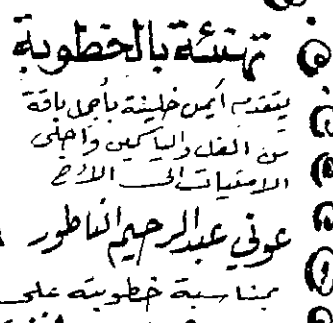 تهنئة بالخطوبة
يتقدم أيمن خليفة بأجمل باقة
من الفل والياسمين وأحلى
الامنيات الى الأخ
عوني عبدالرحيم الناطور
بمناسبة خطوبته على